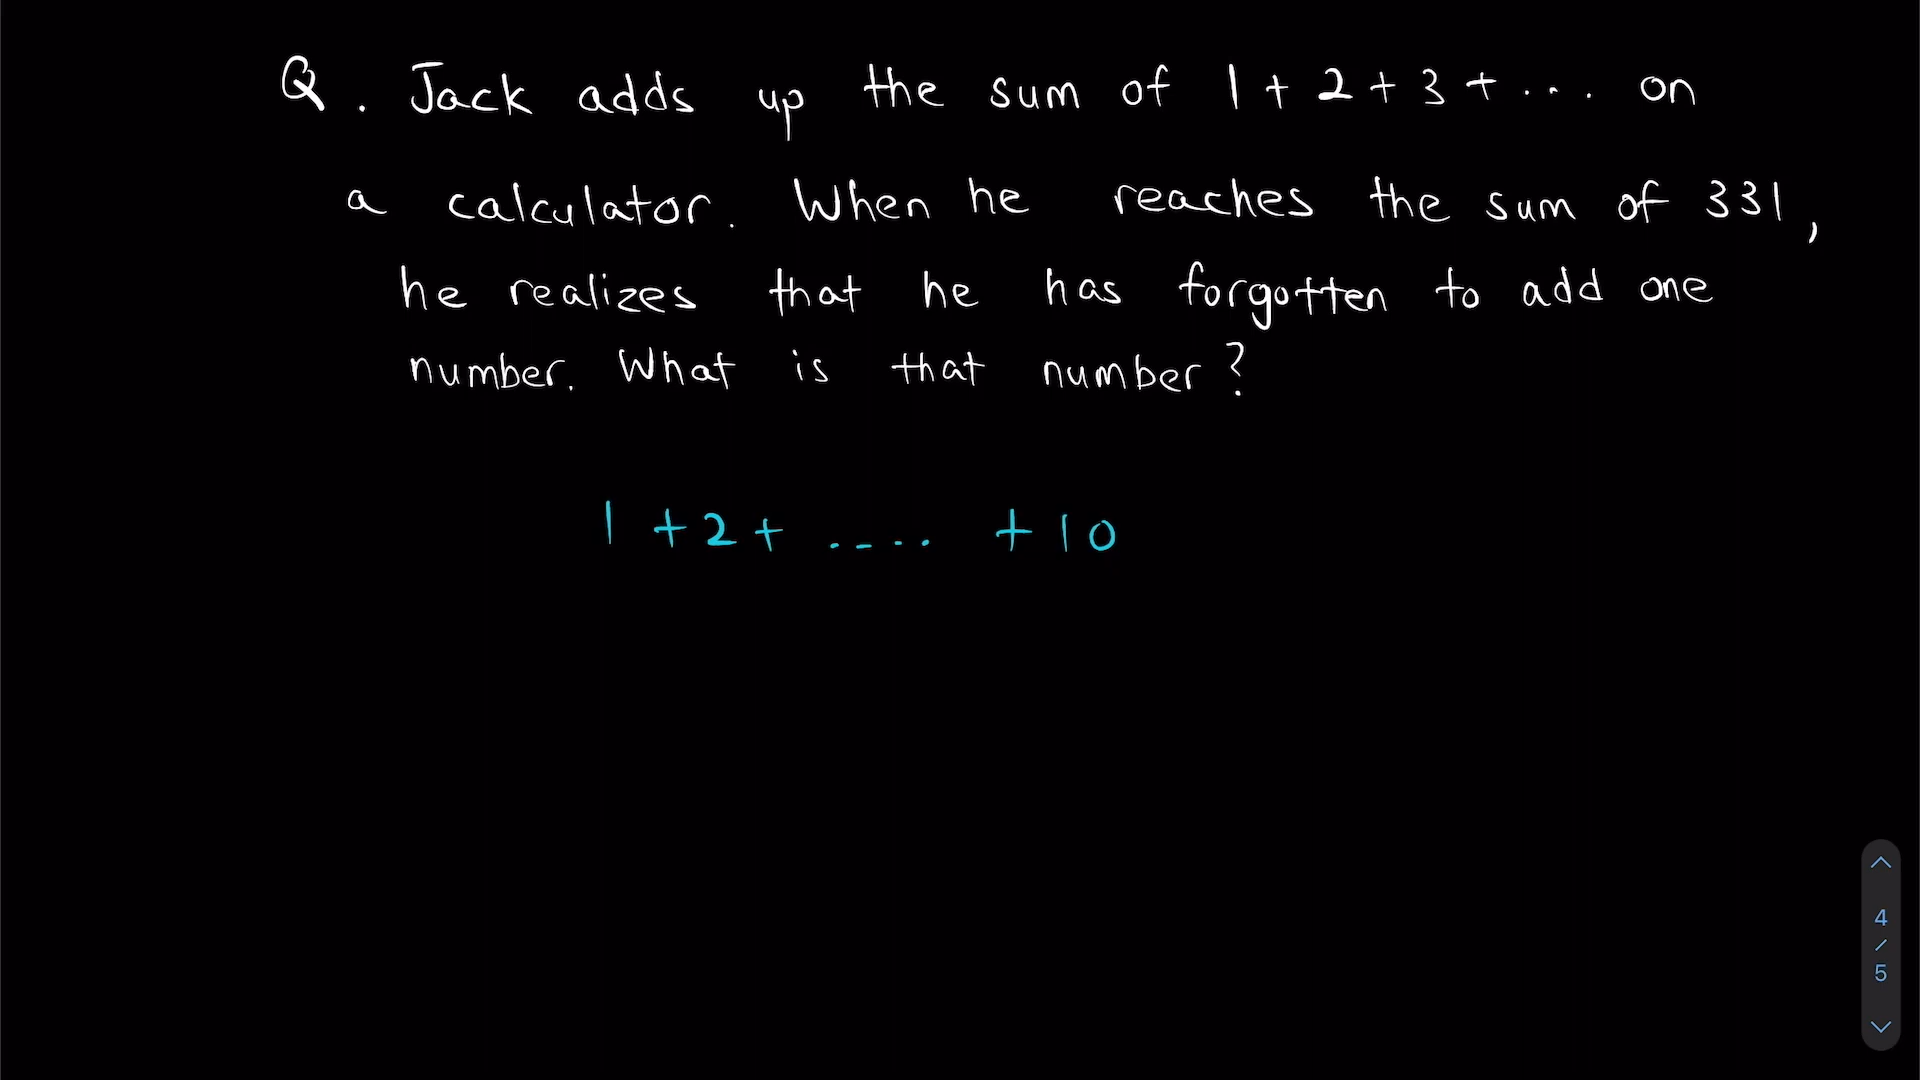 Q. Jack adds up the sum of 1 + 2 + 3 + ... on
a calculator. When he reaches the sum of 331,
he realizes that he has forgotten to add one
number. What is that number?
1 + 2 + .... + 10
4
/
5